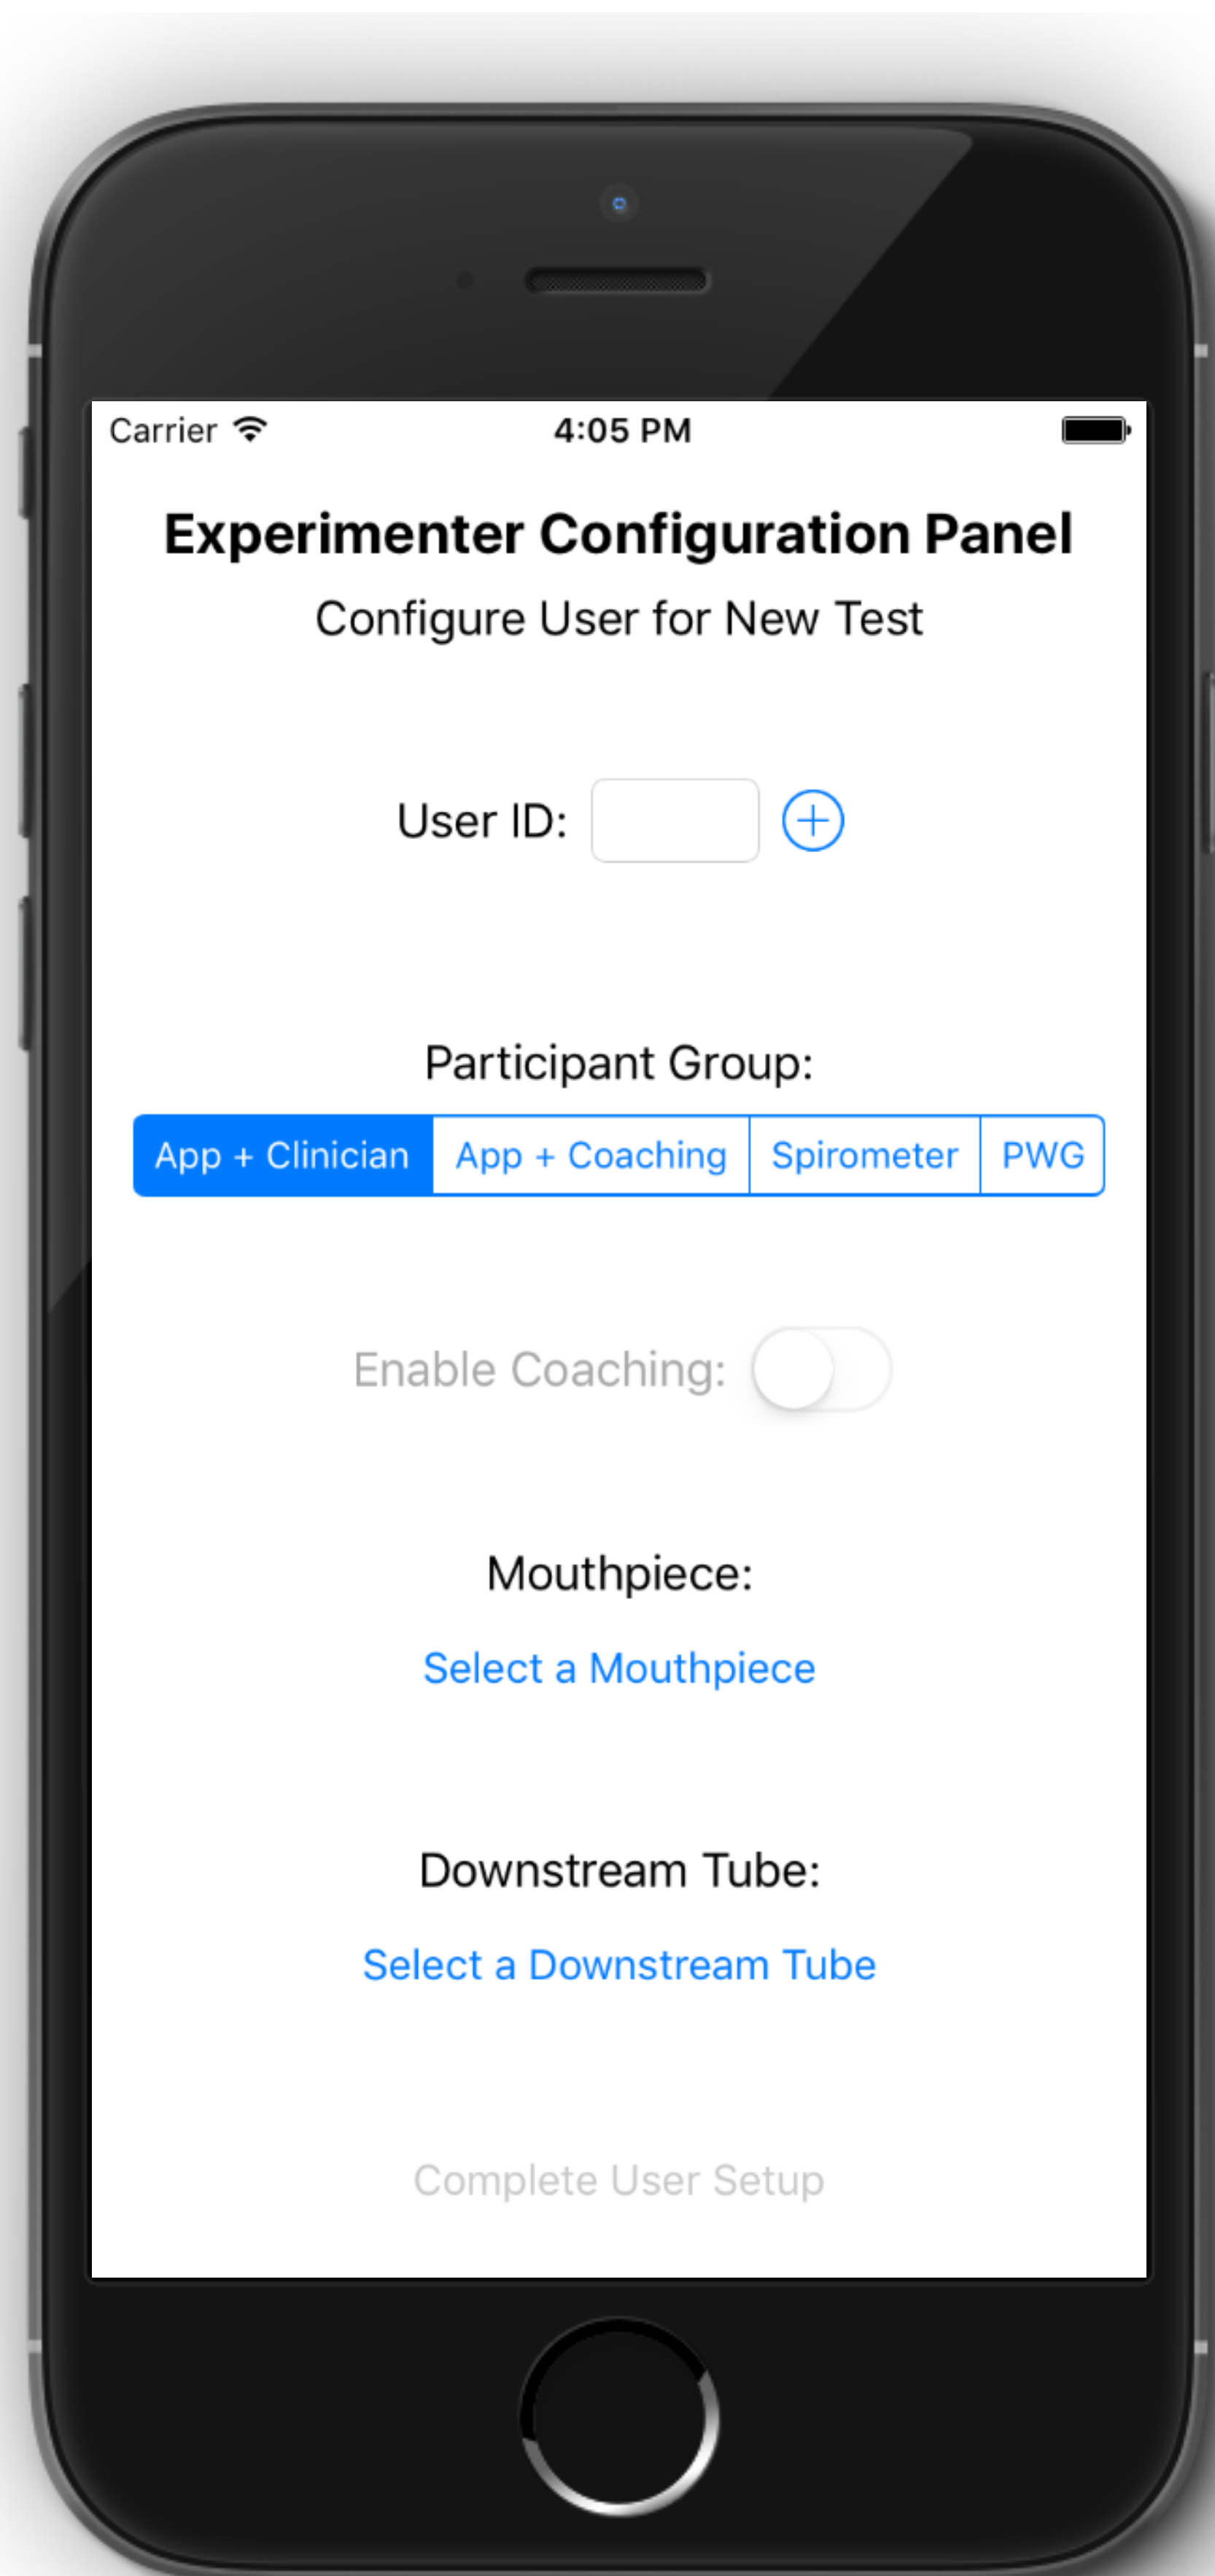 Carrier 4:05 PM
Experimenter Configuration Panel
Configure User for New Test
User ID:
Participant Group:
App + Clinician App + Coaching Spirometer PWG
Enable Coaching:
Mouthpiece:
Select a Mouthpiece
Downstream Tube:
Select a Downstream Tube
Complete User Setup